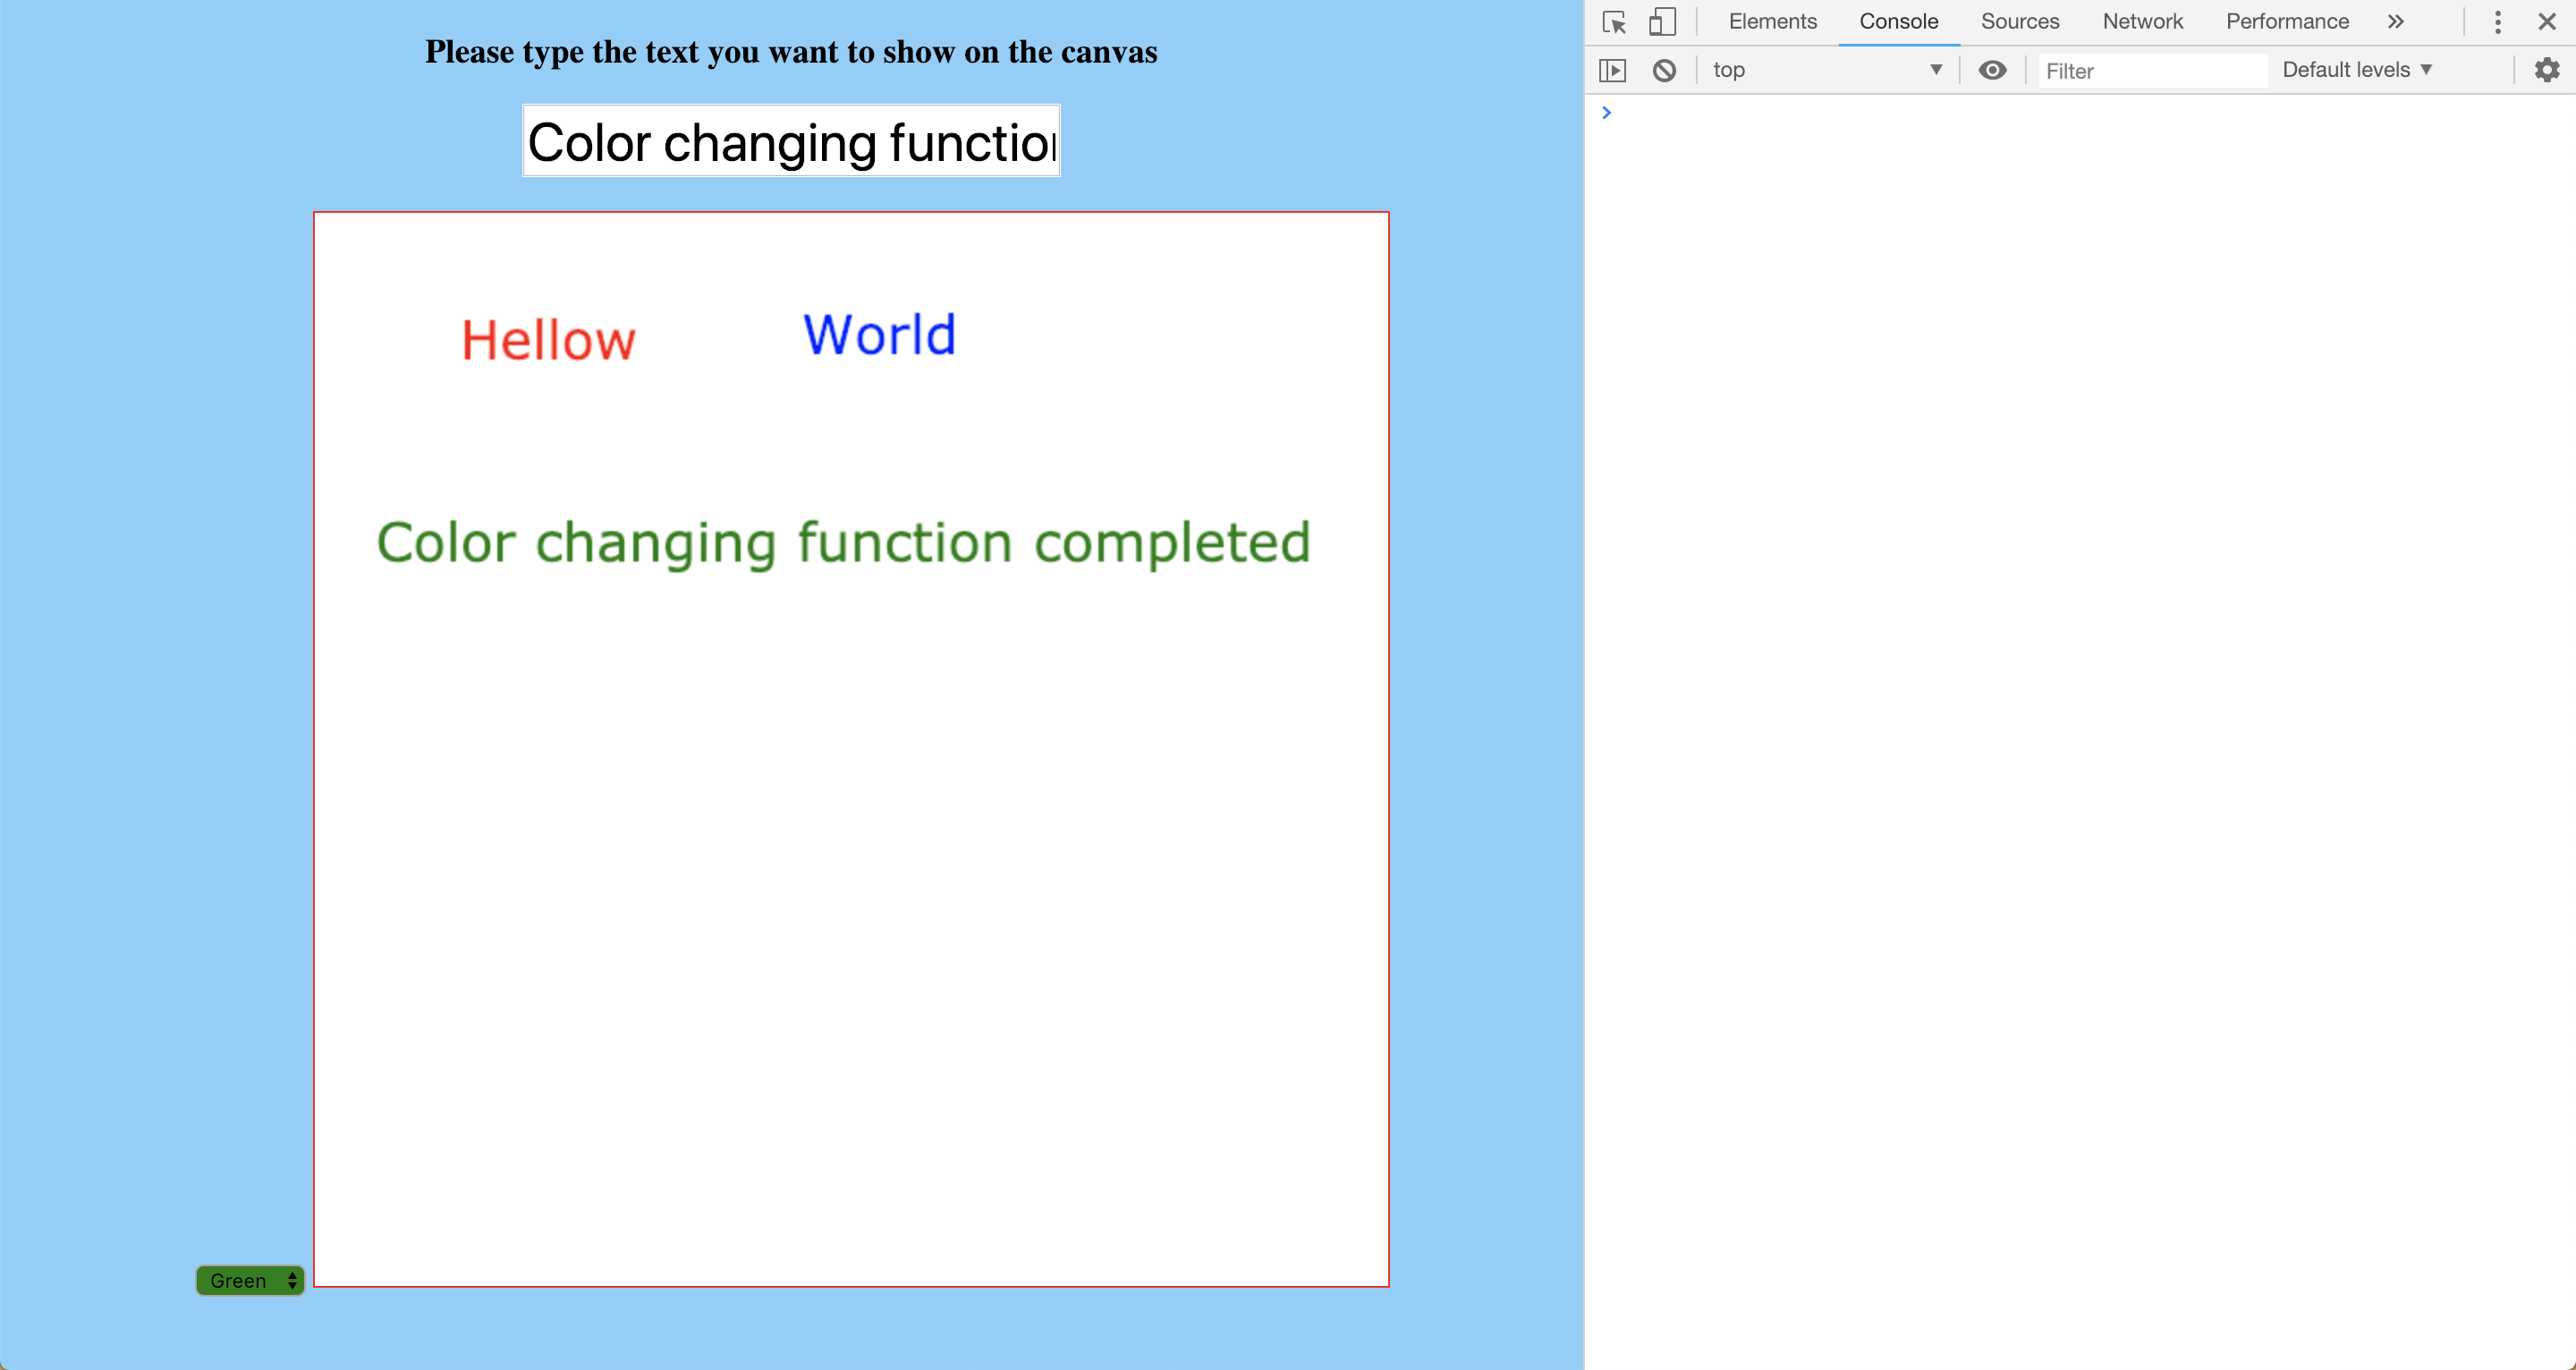 Please type the text you want to show on the canvas
Color changing function
Hellow World
Color changing function completed
Green
Elements Console Sources Network Performance
top Filter Default levels